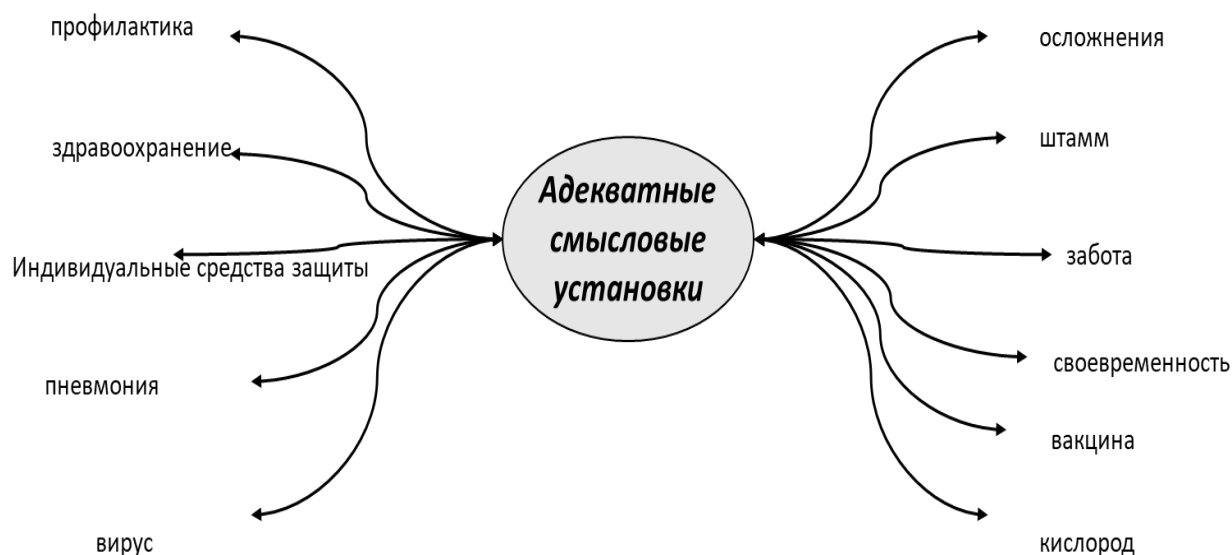 профилактика
здравоохранение
Индивидуальные средства защиты
пневмония
вирус
Адекватные
смысловые
установки
осложнения
штамм
забота
своевременность
вакцина
кислород